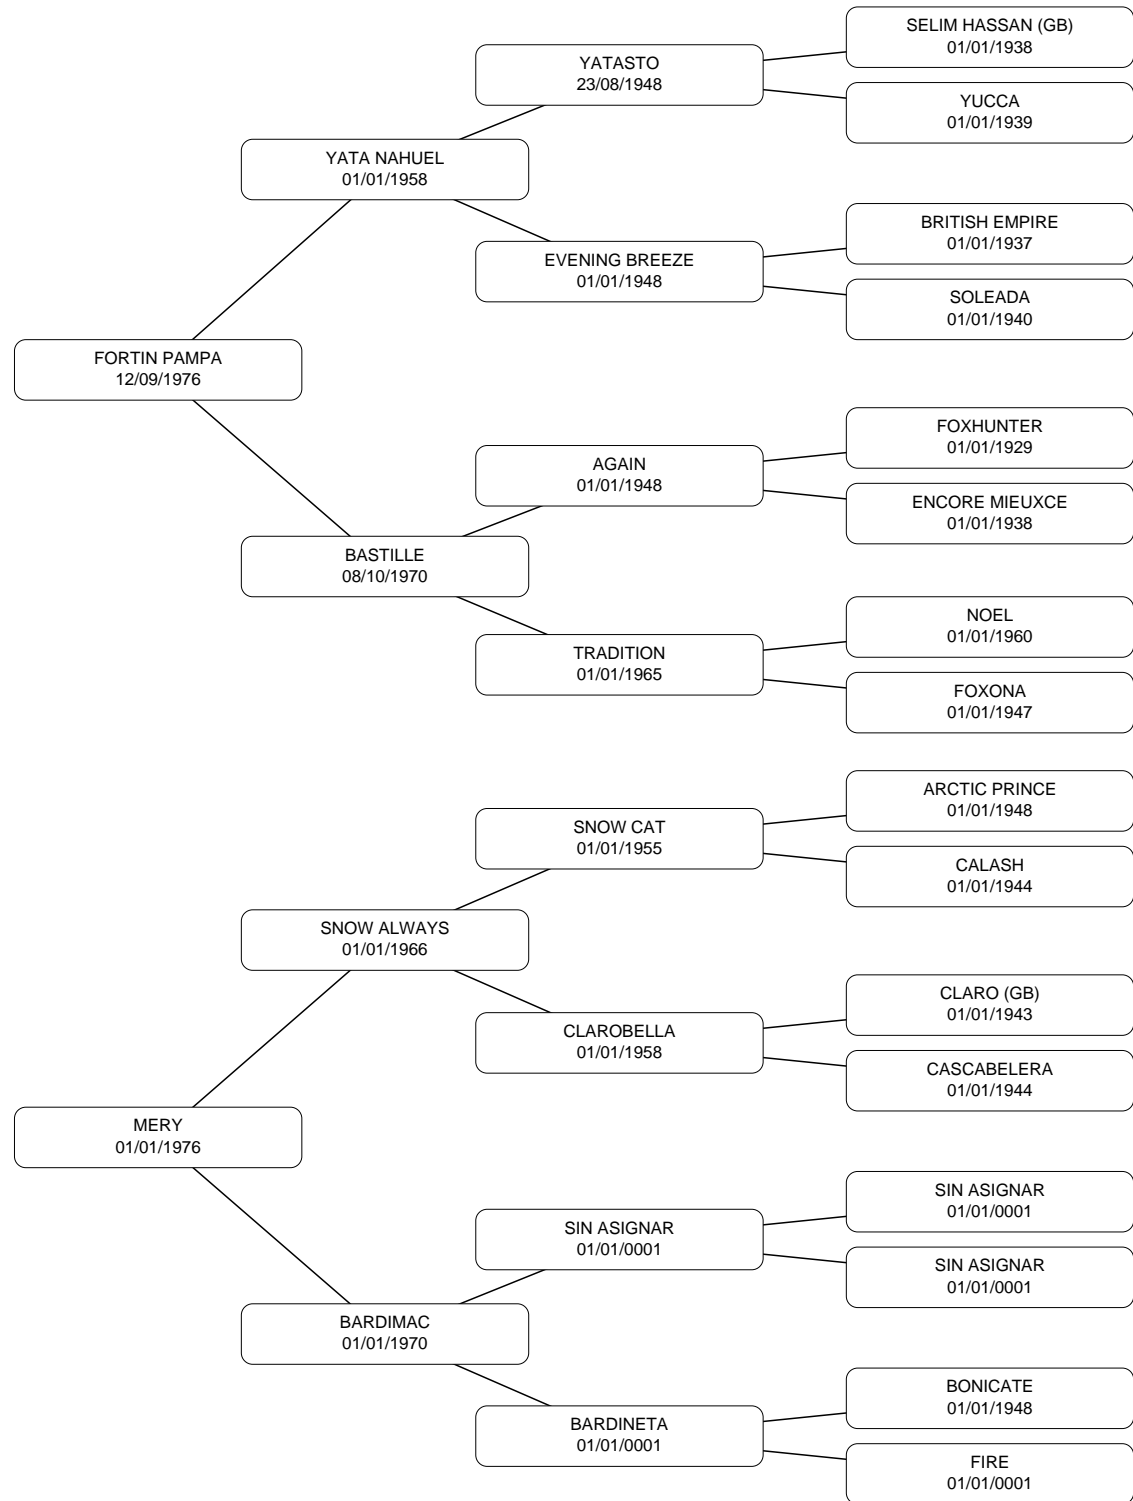 SELIM HASSAN (GB)
01/01/1938
YATASTO
23/08/1948
YUCCA
01/01/1939
YATA NAHUEL
01/01/1958
BRITISH EMPIRE
01/01/1937
EVENING BREEZE
01/01/1948
SOLEADA
01/01/1940
FORTIN PAMPA
12/09/1976
FOXHUNTER
01/01/1929
AGAIN
01/01/1948
ENCORE MIEUXCE
01/01/1938
BASTILLE
08/10/1970
NOEL
01/01/1960
TRADITION
01/01/1965
FOXONA
01/01/1947
ARCTIC PRINCE
01/01/1948
SNOW CAT
01/01/1955
CALASH
01/01/1944
SNOW ALWAYS
01/01/1966
CLARO (GB)
01/01/1943
CLAROBELLA
01/01/1958
CASCABELERA
01/01/1944
MERY
01/01/1976
SIN ASIGNAR
01/01/0001
SIN ASIGNAR
01/01/0001
SIN ASIGNAR
01/01/0001
BARDIMAC
01/01/1970
BONICATE
01/01/1948
BARDINETA
01/01/0001
FIRE
01/01/0001